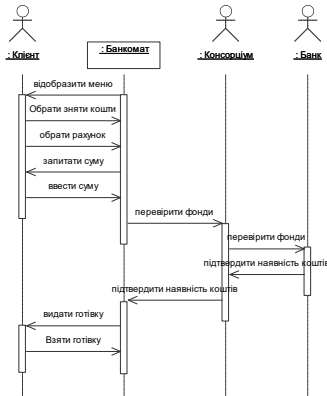 : Клієнт
: Банкомат
: Консорціум
: Банк
відобразити меню
Обрати зняти кошти
обрати рахунок
запитати суму
ввести суму
перевірити фонди
перевірити фонди
підтвердити наявність коштів
підтвердити наявність коштів
видати готівку
Взяти готівку